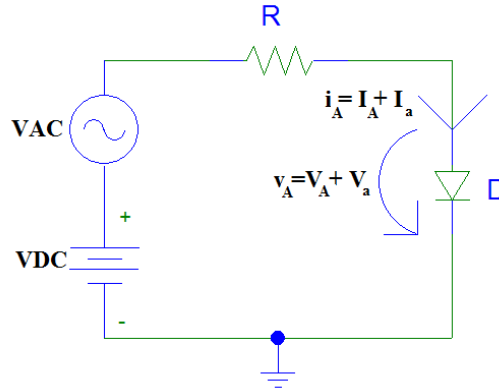 R
i_A= I_A+ I_a
VAC
v_A=V_A+ V_a
D
+
VDC
-